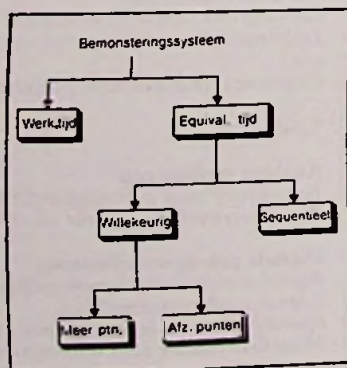 Bemonsteringssysteem
Werk.tijd
Equival. tijd
Willekeurig
Sequentieel
Meer ptn.
Afz. punten